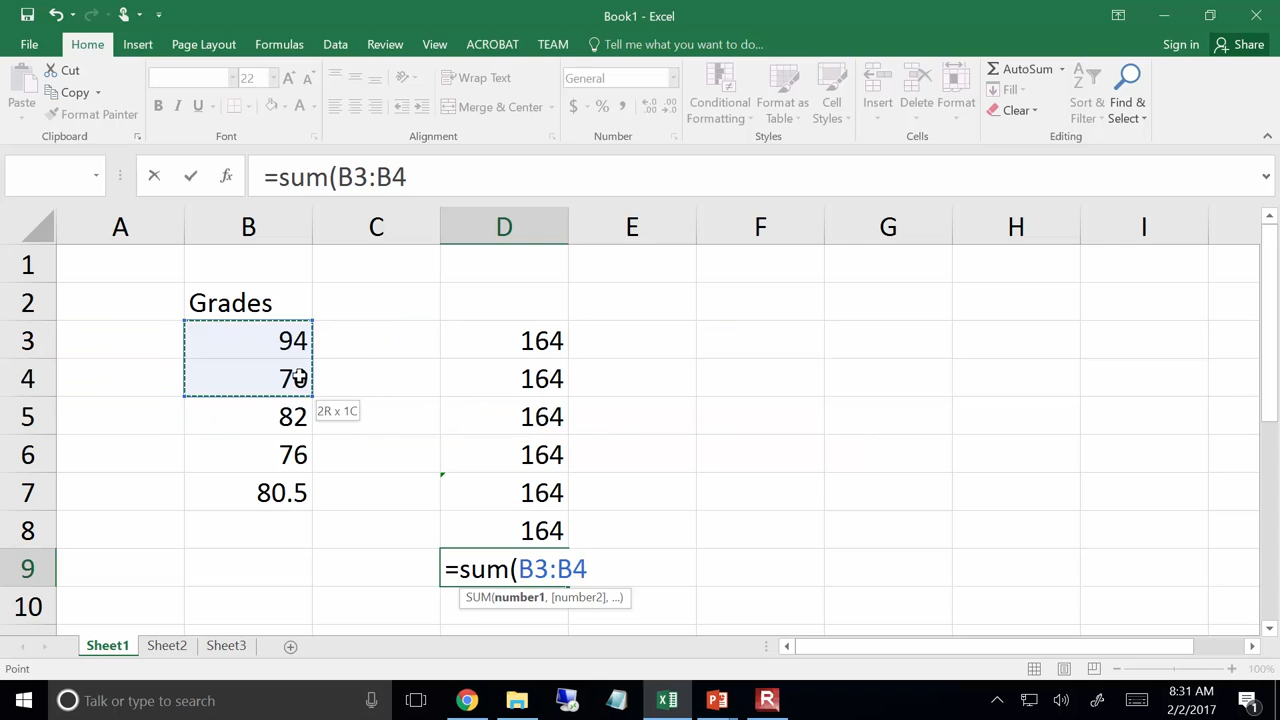 Book1 - Excel
File Home Insert Page Layout Formulas Data Review View ACROBAT TEAM Tell me what you want to do... Sign in Share
Paste Cut Copy Format Painter
22
Wrap Text
Merge & Center
General
$ % ,
Conditional Formatting
Format as Table
Cell Styles
Insert Delete Format
AutoSum
Fill
Clear
Sort & Filter
Find & Select
Clipboard Font Alignment Number Styles Cells Editing
fx =sum(B3:B4
A B C D E F G H I
1
2 Grades
3 94 164
4 164
2R x 1C
5 82 164
6 76 164
7 80.5 164
8 164
9 =sum(B3:B4
SUM(number1, [number2], ...)
10
Sheet1 Sheet2 Sheet3
Point 100%
Talk or type to search
8:31 AM
2/2/2017
1